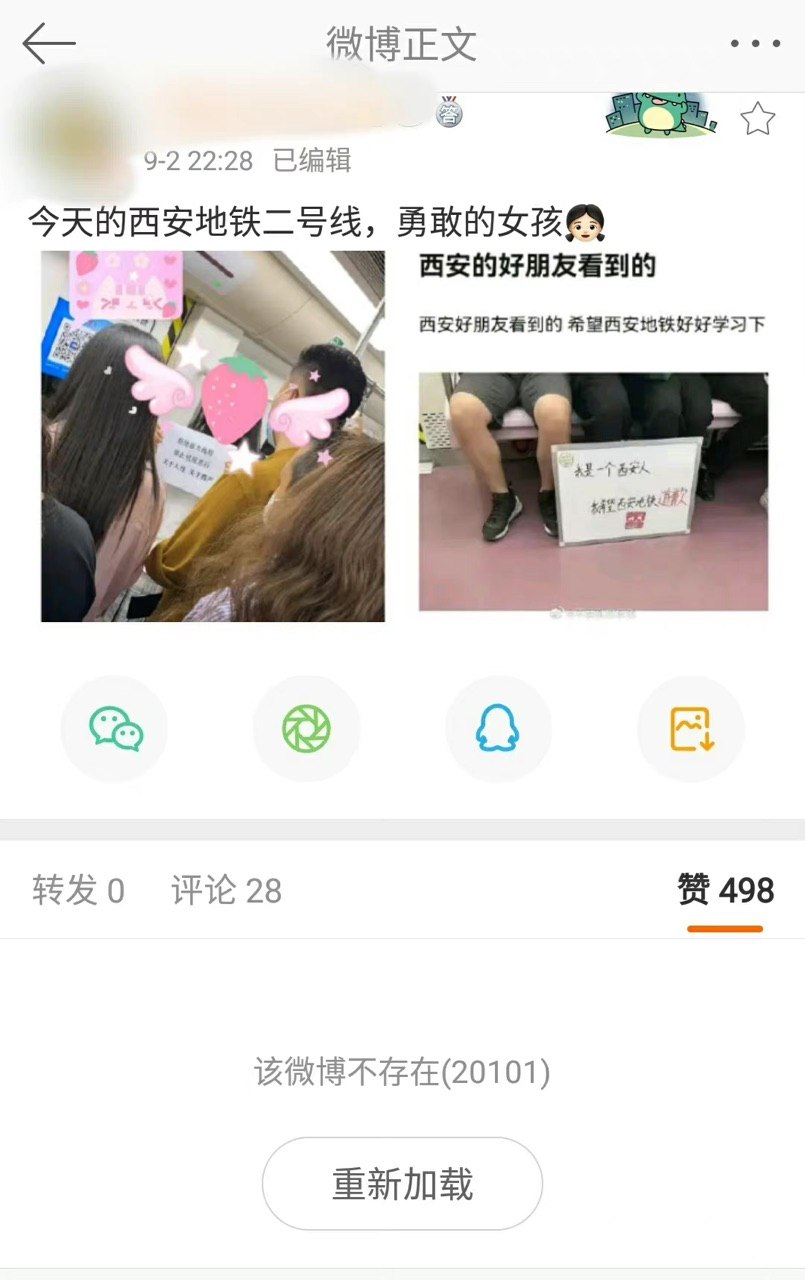 微博正文
答
9-2 22:28 已编辑
今天的西安地铁二号线，勇敢的女孩👧🏻
西安的好朋友看到的
西安好朋友看到的 希望西安地铁好好学习下
我是一个西安人
我希望西安地铁道歉
转发 0 评论 28 赞 498
该微博不存在(20101)
重新加载